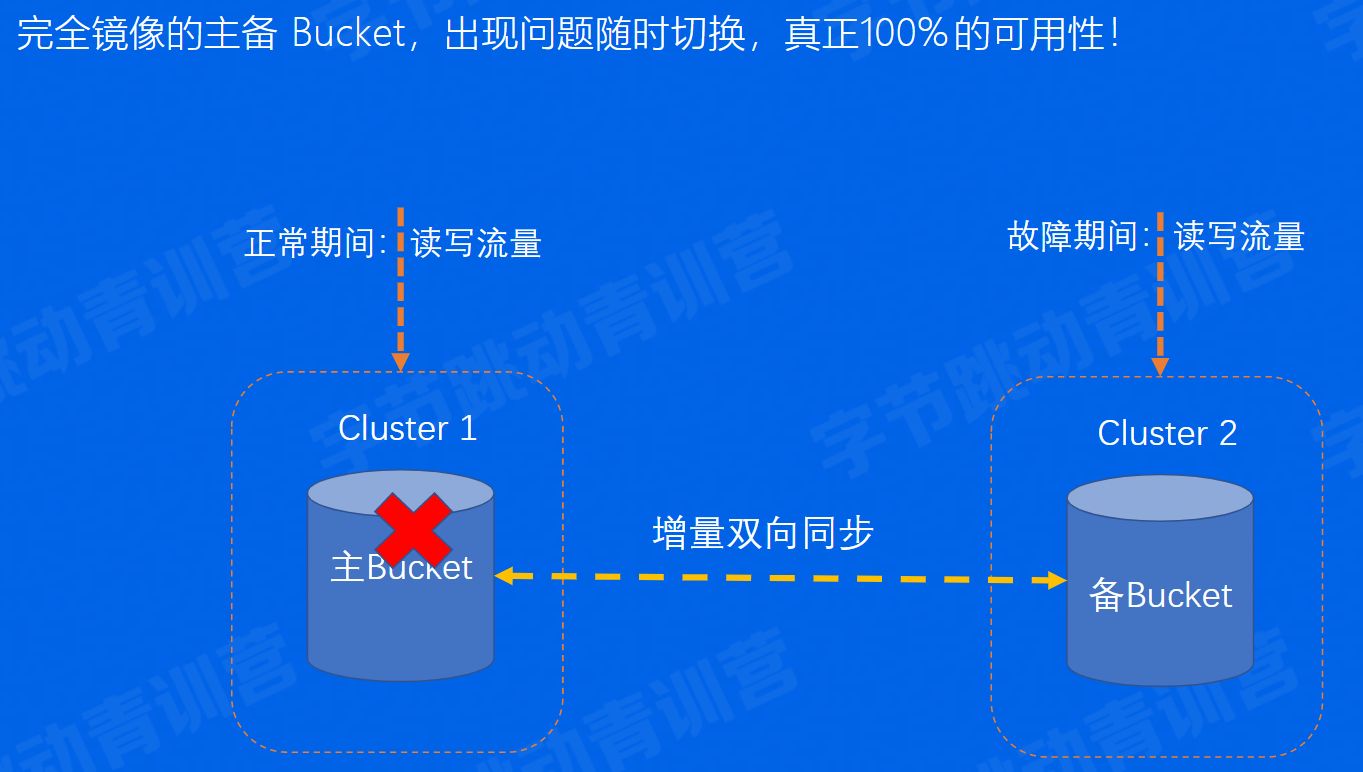 完全镜像的主备 Bucket，出现问题随时切换，真正100%的可用性！
正常期间：读写流量
故障期间：读写流量
Cluster 1
Cluster 2
增量双向同步
主Bucket
备Bucket
字节跳动青训营